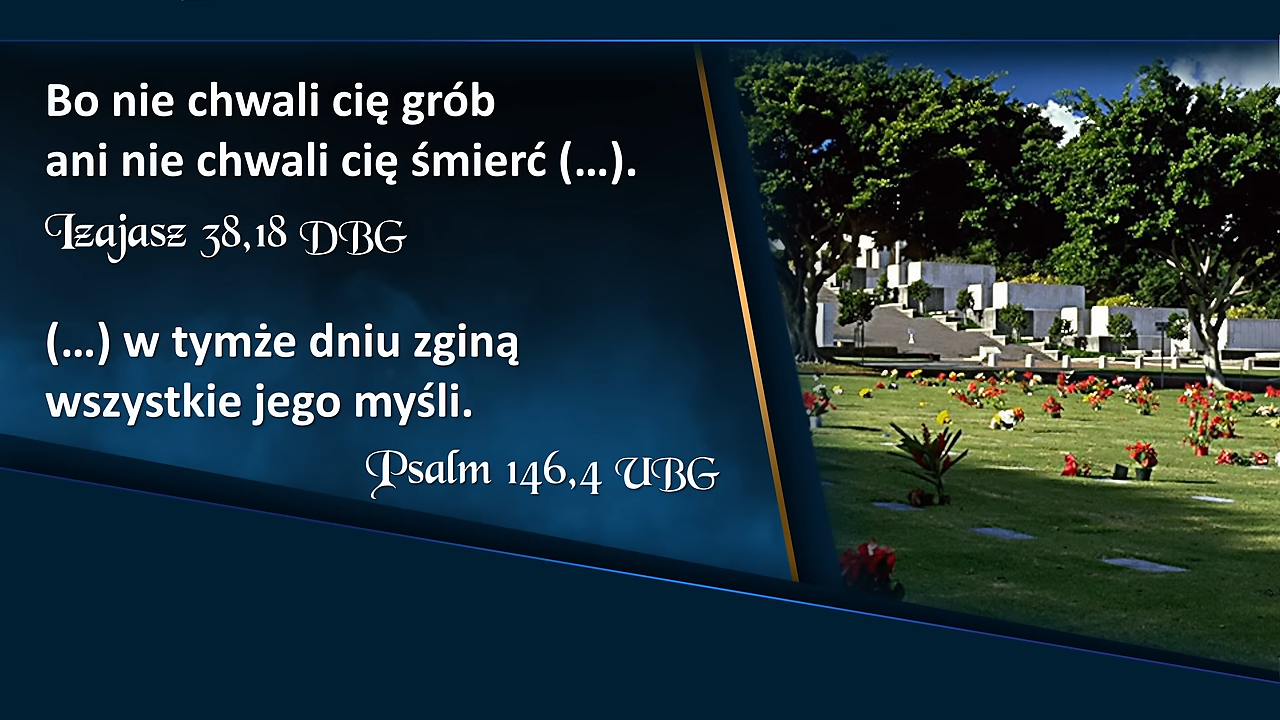 Bo nie chwali cię grób
ani nie chwali cię śmierć (...).
Izajasz 38,18 DBG
(...) w tymże dniu zginą
wszystkie jego myśli.
Psalm 146,4 UBG